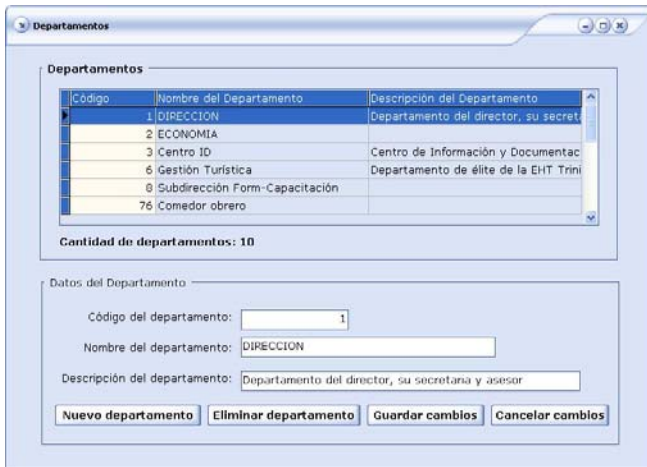 Departamentos
Departamentos
Código Nombre del Departamento Descripción del Departamento
1 DIRECCION Departamento del director, su secreta
2 ECONOMIA
3 Centro ID Centro de Información y Documentac
6 Gestión Turística Departamento de élite de la EHT Trini
8 Subdirección Form-Capacitación
76 Comedor obrero
Cantidad de departamentos: 10
Datos del Departamento
Código del departamento: 1
Nombre del departamento: DIRECCION
Descripción del departamento: Departamento del director, su secretaria y asesor
Nuevo departamento Eliminar departamento Guardar cambios Cancelar cambios